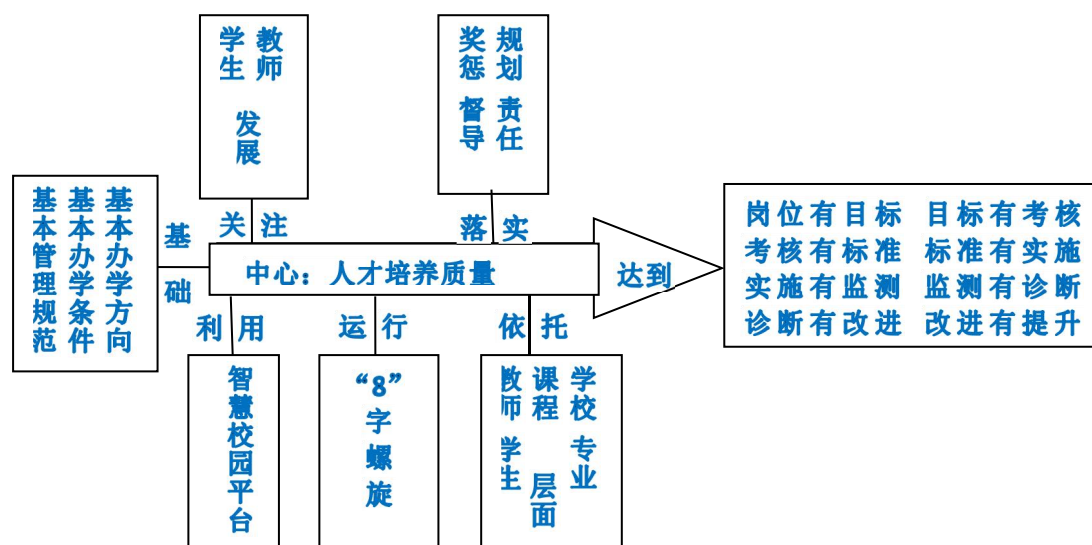 教师
学生
发展
规划
奖惩
责任
督导
基本办学方向
基本办学条件
基本管理规范
基础
关注
落实
中心：人才培养质量
达到
岗位有目标 目标有考核
考核有标准 标准有实施
实施有监测 监测有诊断
诊断有改进 改进有提升
利用
运行
依托
智慧校园平台
“8”字螺旋
学校 专业
课程 层面
教师 学生